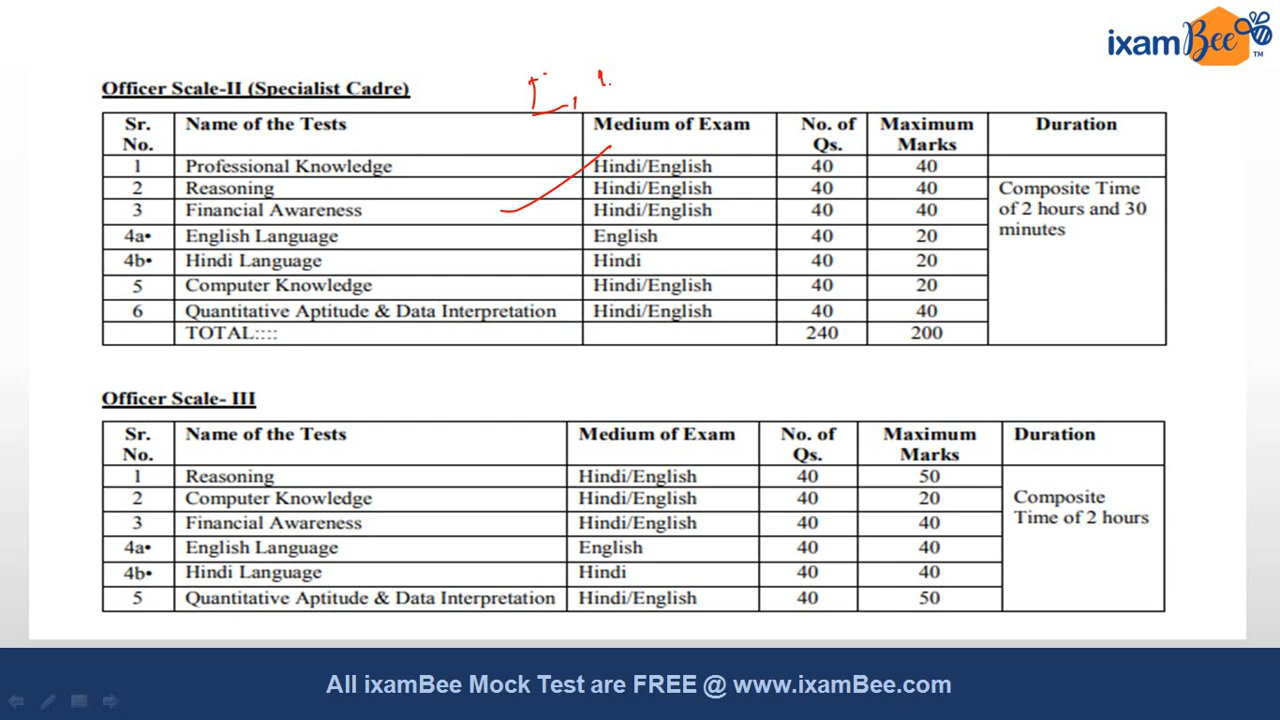 ixamBee™
Officer Scale-II (Specialist Cadre)
Sr. No. Name of the Tests Medium of Exam No. of Qs. Maximum Marks Duration
1 Professional Knowledge Hindi/English 40 40
2 Reasoning Hindi/English 40 40 Composite Time of 2 hours and 30 minutes
3 Financial Awareness Hindi/English 40 40
4a• English Language English 40 20
4b• Hindi Language Hindi 40 20
5 Computer Knowledge Hindi/English 40 20
6 Quantitative Aptitude & Data Interpretation Hindi/English 40 40
TOTAL:::: 240 200
Officer Scale- III
Sr. No. Name of the Tests Medium of Exam No. of Qs. Maximum Marks Duration
1 Reasoning Hindi/English 40 50 Composite Time of 2 hours
2 Computer Knowledge Hindi/English 40 20
3 Financial Awareness Hindi/English 40 40
4a• English Language English 40 40
4b• Hindi Language Hindi 40 40
5 Quantitative Aptitude & Data Interpretation Hindi/English 40 50
All ixamBee Mock Test are FREE @ www.ixamBee.com